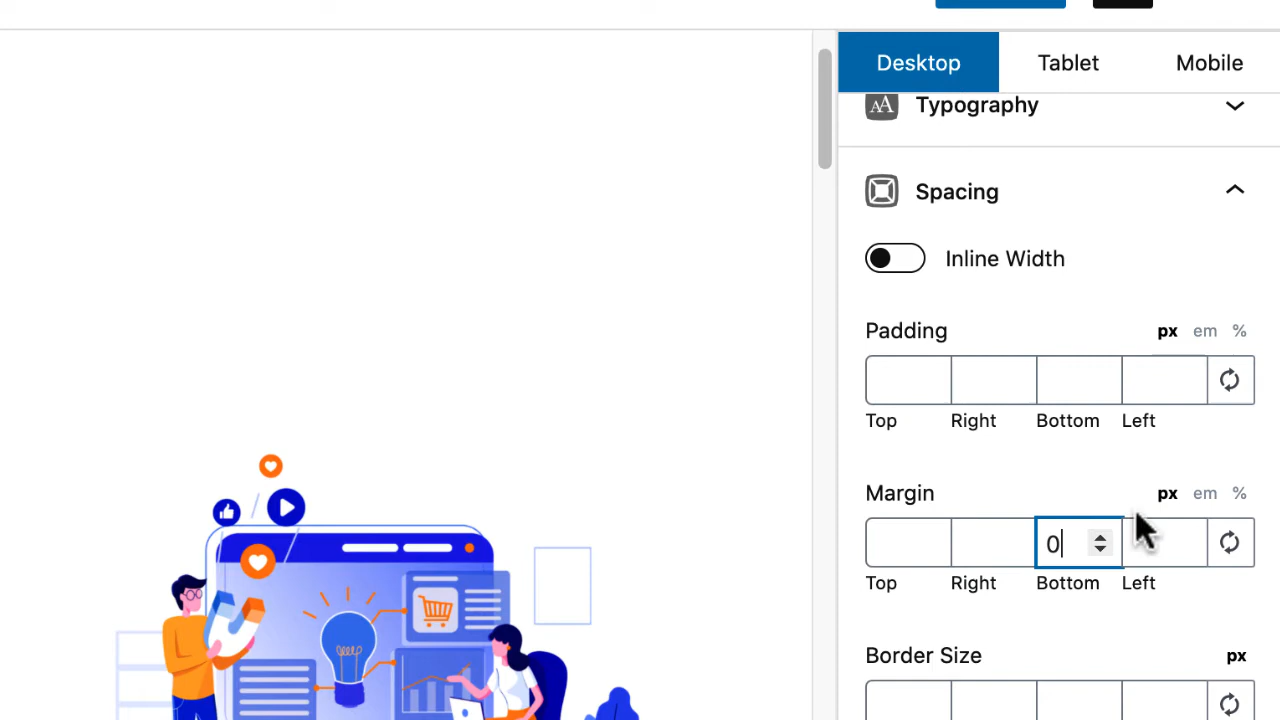 Desktop Tablet Mobile
AA Typography
Spacing
Inline Width
Padding px em %
Top Right Bottom Left
Margin px em %
0
Top Right Bottom Left
Border Size px